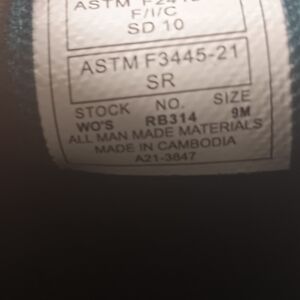 ASTM F2413
F/I/C
SD 10
ASTM F3445-21
SR
STOCK NO. SIZE
WO'S RB314 9M
ALL MAN MADE MATERIALS
MADE IN CAMBODIA
A21-3847